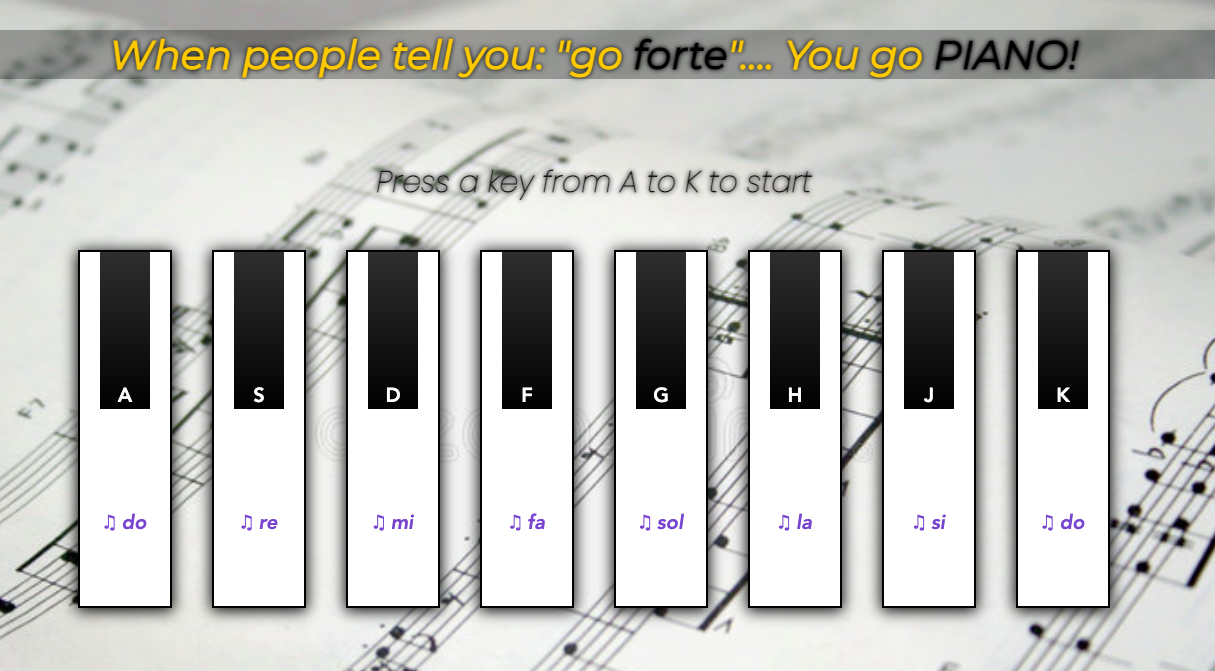 When people tell you: "go forte".... You go PIANO!
Press a key from A to K to start
A S D F G H J K
♫ do ♫ re ♫ mi ♫ fa ♫ sol ♫ la ♫ si ♫ do
F7